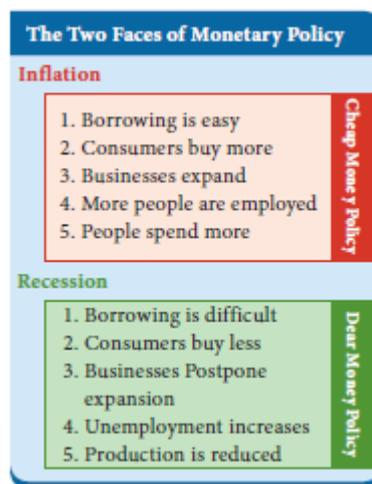 The Two Faces of Monetary Policy
Inflation
1. Borrowing is easy
2. Consumers buy more
3. Businesses expand
4. More people are employed
5. People spend more
Cheap Money Policy
Recession
1. Borrowing is difficult
2. Consumers buy less
3. Businesses Postpone
expansion
4. Unemployment increases
5. Production is reduced
Dear Money Policy